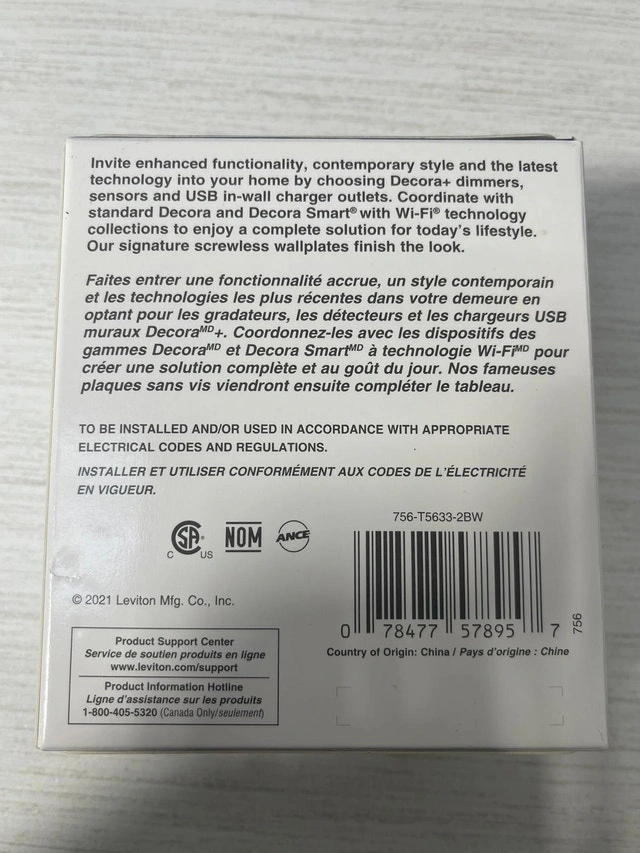 Invite enhanced functionality, contemporary style and the latest
technology into your home by choosing Decora+ dimmers,
sensors and USB in-wall charger outlets. Coordinate with
standard Decora and Decora Smart® with Wi-Fi® technology
collections to enjoy a complete solution for today's lifestyle.
Our signature screwless wallplates finish the look.
Faites entrer une fonctionnalité accrue, un style contemporain
et les technologies les plus récentes dans votre demeure en
optant pour les gradateurs, les détecteurs et les chargeurs USB
muraux Decoraᴹᴰ+. Coordonnez-les avec les dispositifs des
gammes Decoraᴹᴰ et Decora Smartᴹᴰ à technologie Wi-Fiᴹᴰ pour
créer une solution complète et au goût du jour. Nos fameuses
plaques sans vis viendront ensuite compléter le tableau.
TO BE INSTALLED AND/OR USED IN ACCORDANCE WITH APPROPRIATE
ELECTRICAL CODES AND REGULATIONS.
INSTALLER ET UTILISER CONFORMÉMENT AUX CODES DE L'ÉLECTRICITÉ
EN VIGUEUR.
C SA US NOM ANCE
© 2021 Leviton Mfg. Co., Inc.
Product Support Center
Service de soutien produits en ligne
www.leviton.com/support
Product Information Hotline
Ligne d'assistance sur les produits
1-800-405-5320 (Canada Only/seulement)
756-T5633-2BW
0 78477 57895 7
756
Country of Origin: China / Pays d'origine : Chine